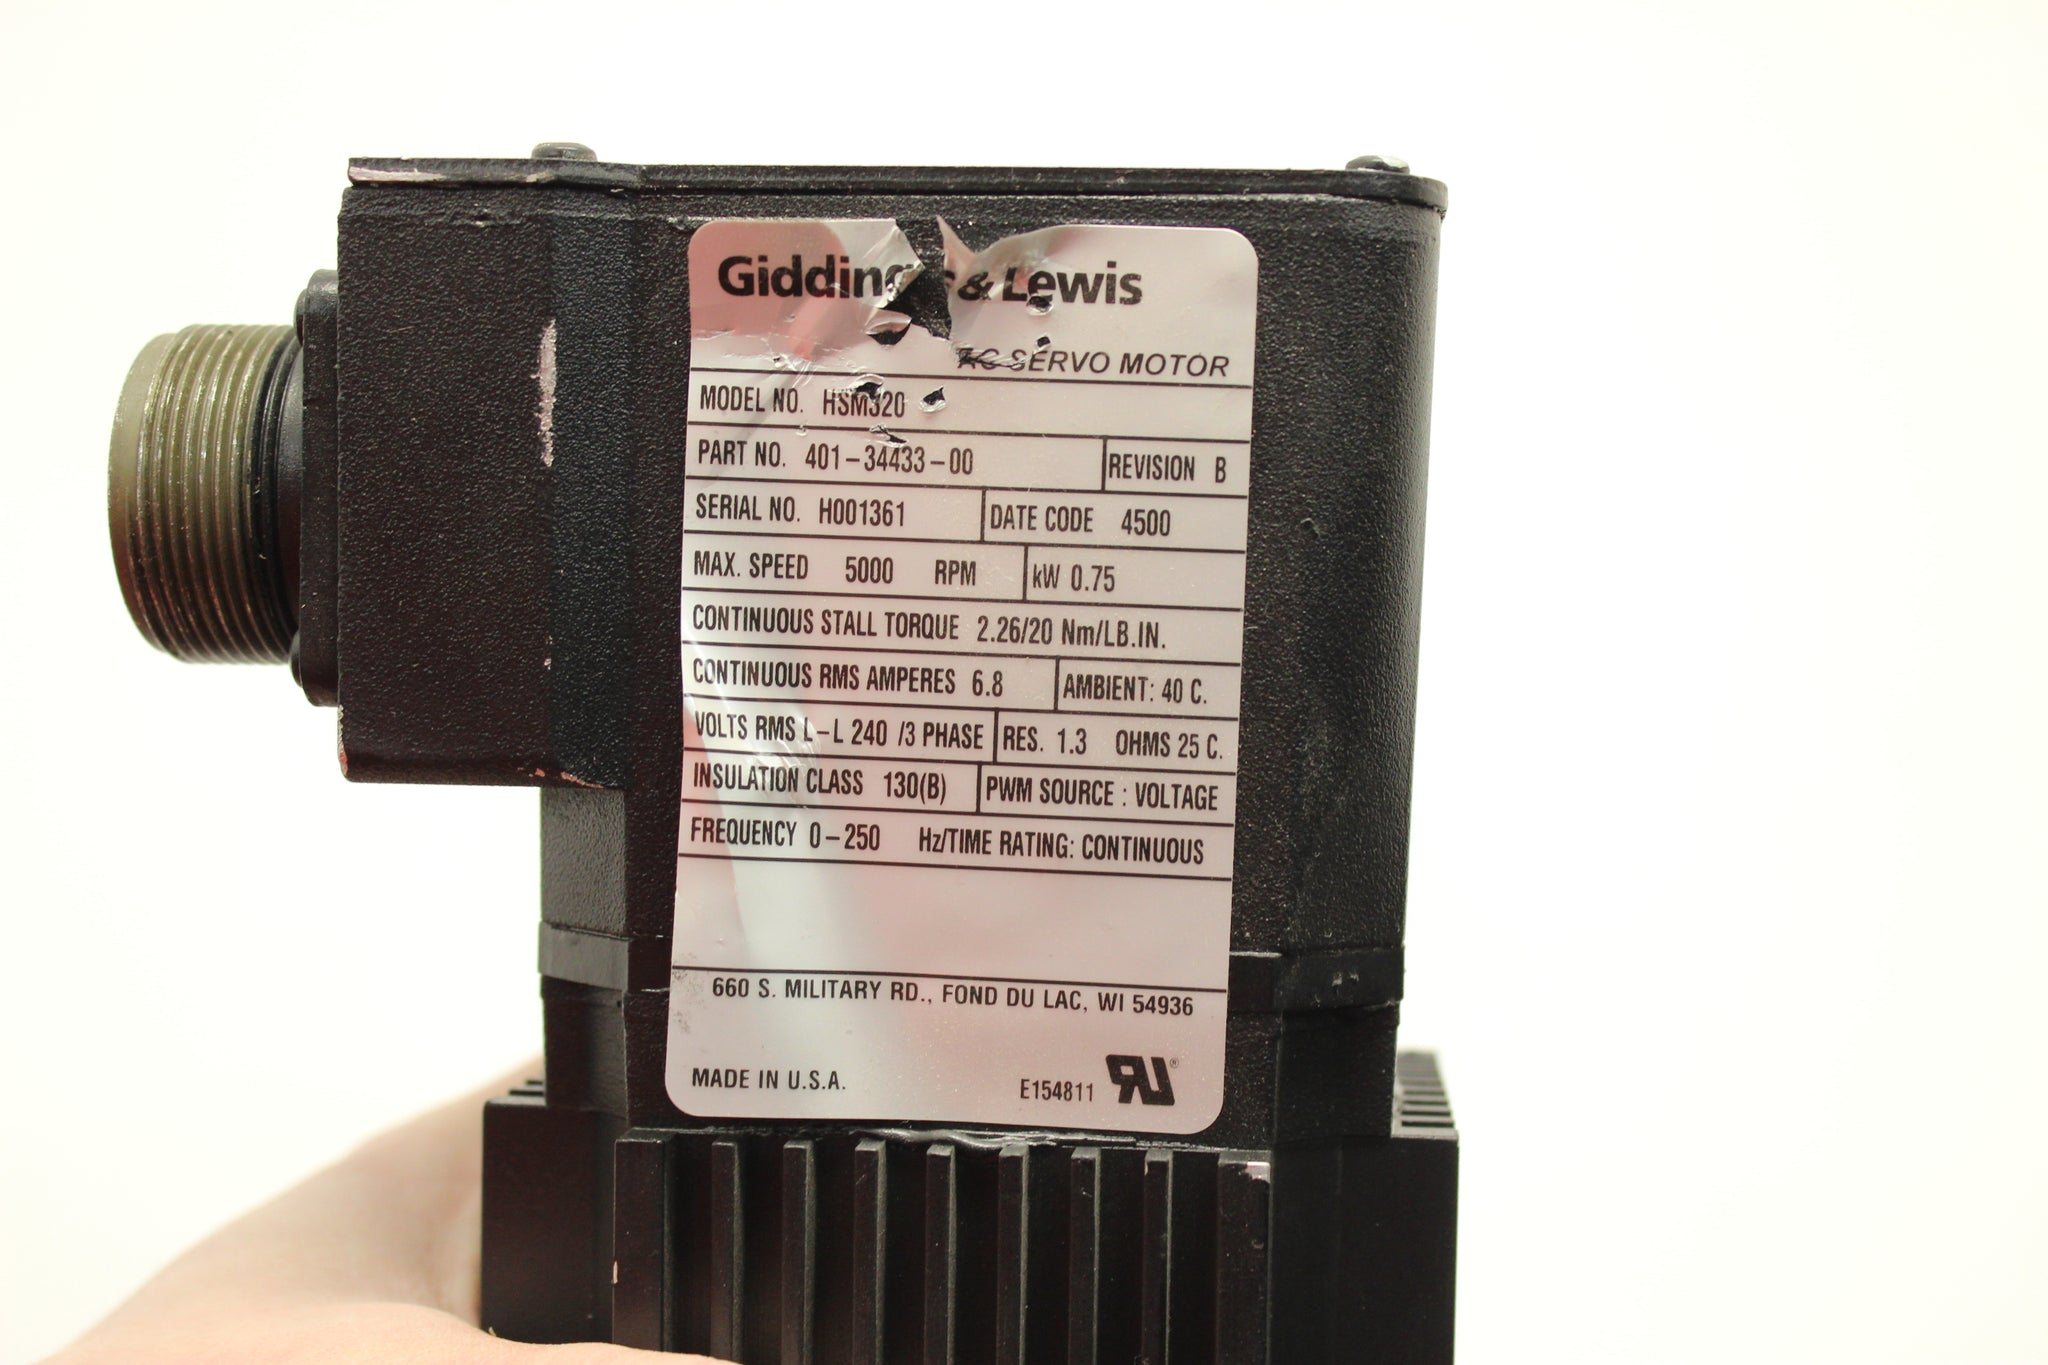 Giddings & Lewis
AC SERVO MOTOR
MODEL NO. HSM320
PART NO. 401-34433-00 REVISION B
SERIAL NO. H001361 DATE CODE 4500
MAX. SPEED 5000 RPM kW 0.75
CONTINUOUS STALL TORQUE 2.26/20 Nm/LB.IN.
CONTINUOUS RMS AMPERES 6.8 AMBIENT: 40 C.
VOLTS RMS L-L 240 /3 PHASE RES. 1.3 OHMS 25 C.
INSULATION CLASS 130(B) PWM SOURCE : VOLTAGE
FREQUENCY 0-250 Hz/TIME RATING: CONTINUOUS
660 S. MILITARY RD., FOND DU LAC, WI 54936
MADE IN U.S.A. E154811 RU®